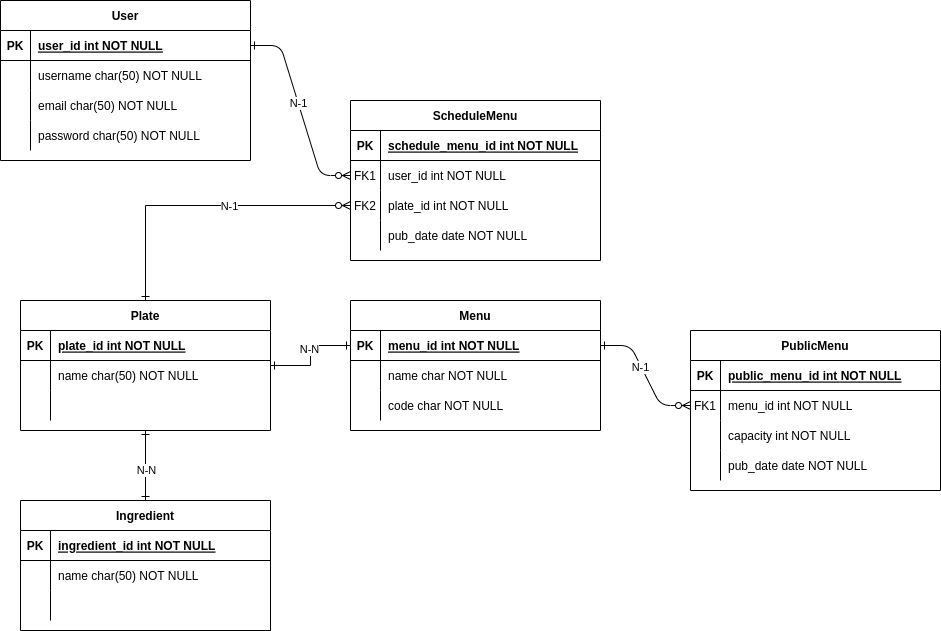 User
PK user_id int NOT NULL
username char(50) NOT NULL
email char(50) NOT NULL
password char(50) NOT NULL
N-1
ScheduleMenu
PK schedule_menu_id int NOT NULL
FK1 user_id int NOT NULL
FK2 plate_id int NOT NULL
pub_date date NOT NULL
N-1
Plate
PK plate_id int NOT NULL
name char(50) NOT NULL
N-N
Menu
PK menu_id int NOT NULL
name char NOT NULL
code char NOT NULL
N-1
PublicMenu
PK public_menu_id int NOT NULL
FK1 menu_id int NOT NULL
capacity int NOT NULL
pub_date date NOT NULL
N-N
Ingredient
PK ingredient_id int NOT NULL
name char(50) NOT NULL